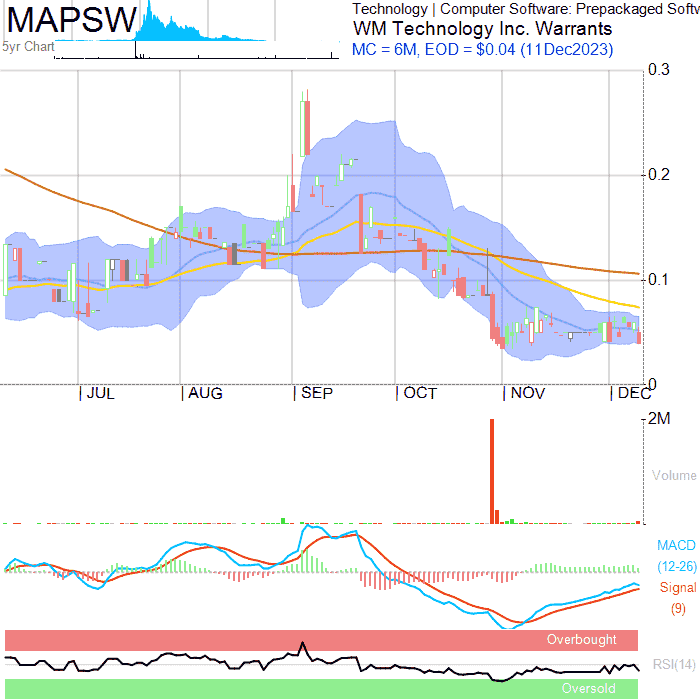 MAPSW
5yr Chart
Technology | Computer Software: Prepackaged Softw
WM Technology Inc. Warrants
MC = 6M, EOD = $0.04 (11Dec2023)
0.3
0.2
0.1
0
JUL AUG SEP OCT NOV DEC
2M
Volume
MACD
(12-26)
Signal
(9)
Overbought
RSI(14)
Oversold